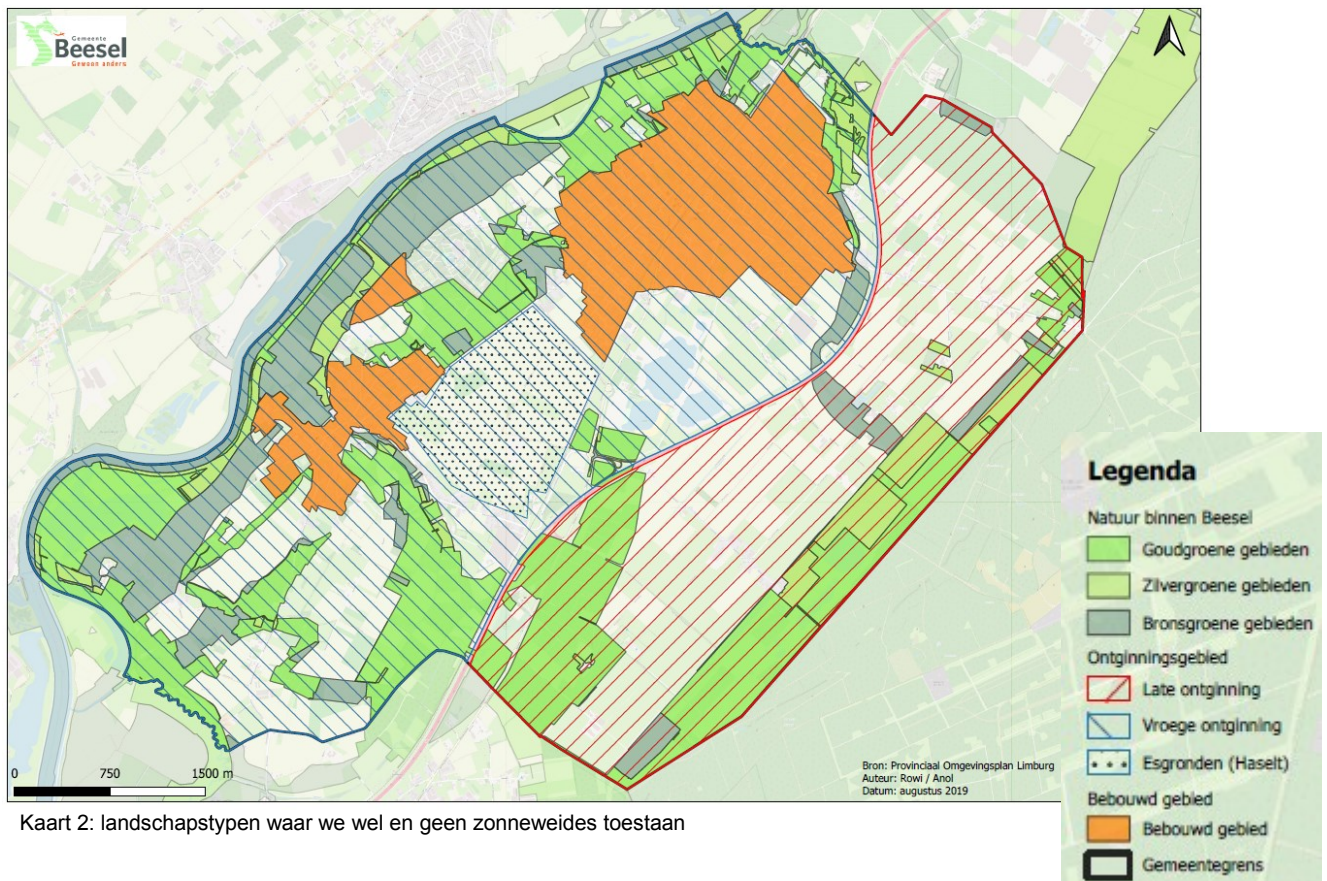 Gemeente
Beesel
Gewoon anders
0 750 1500 m
Bron: Provinciaal Omgevingsplan Limburg
Auteur: Rowi / Anol
Datum: augustus 2019
Legenda
Natuur binnen Beesel
Goudgroene gebieden
Zilvergroene gebieden
Bronsgroene gebieden
Ontginningsgebied
Late ontginning
Vroege ontginning
Esgronden (Haselt)
Bebouwd gebied
Bebouwd gebied
Gemeentegrens
Kaart 2: landschapstypen waar we wel en geen zonneweides toestaan